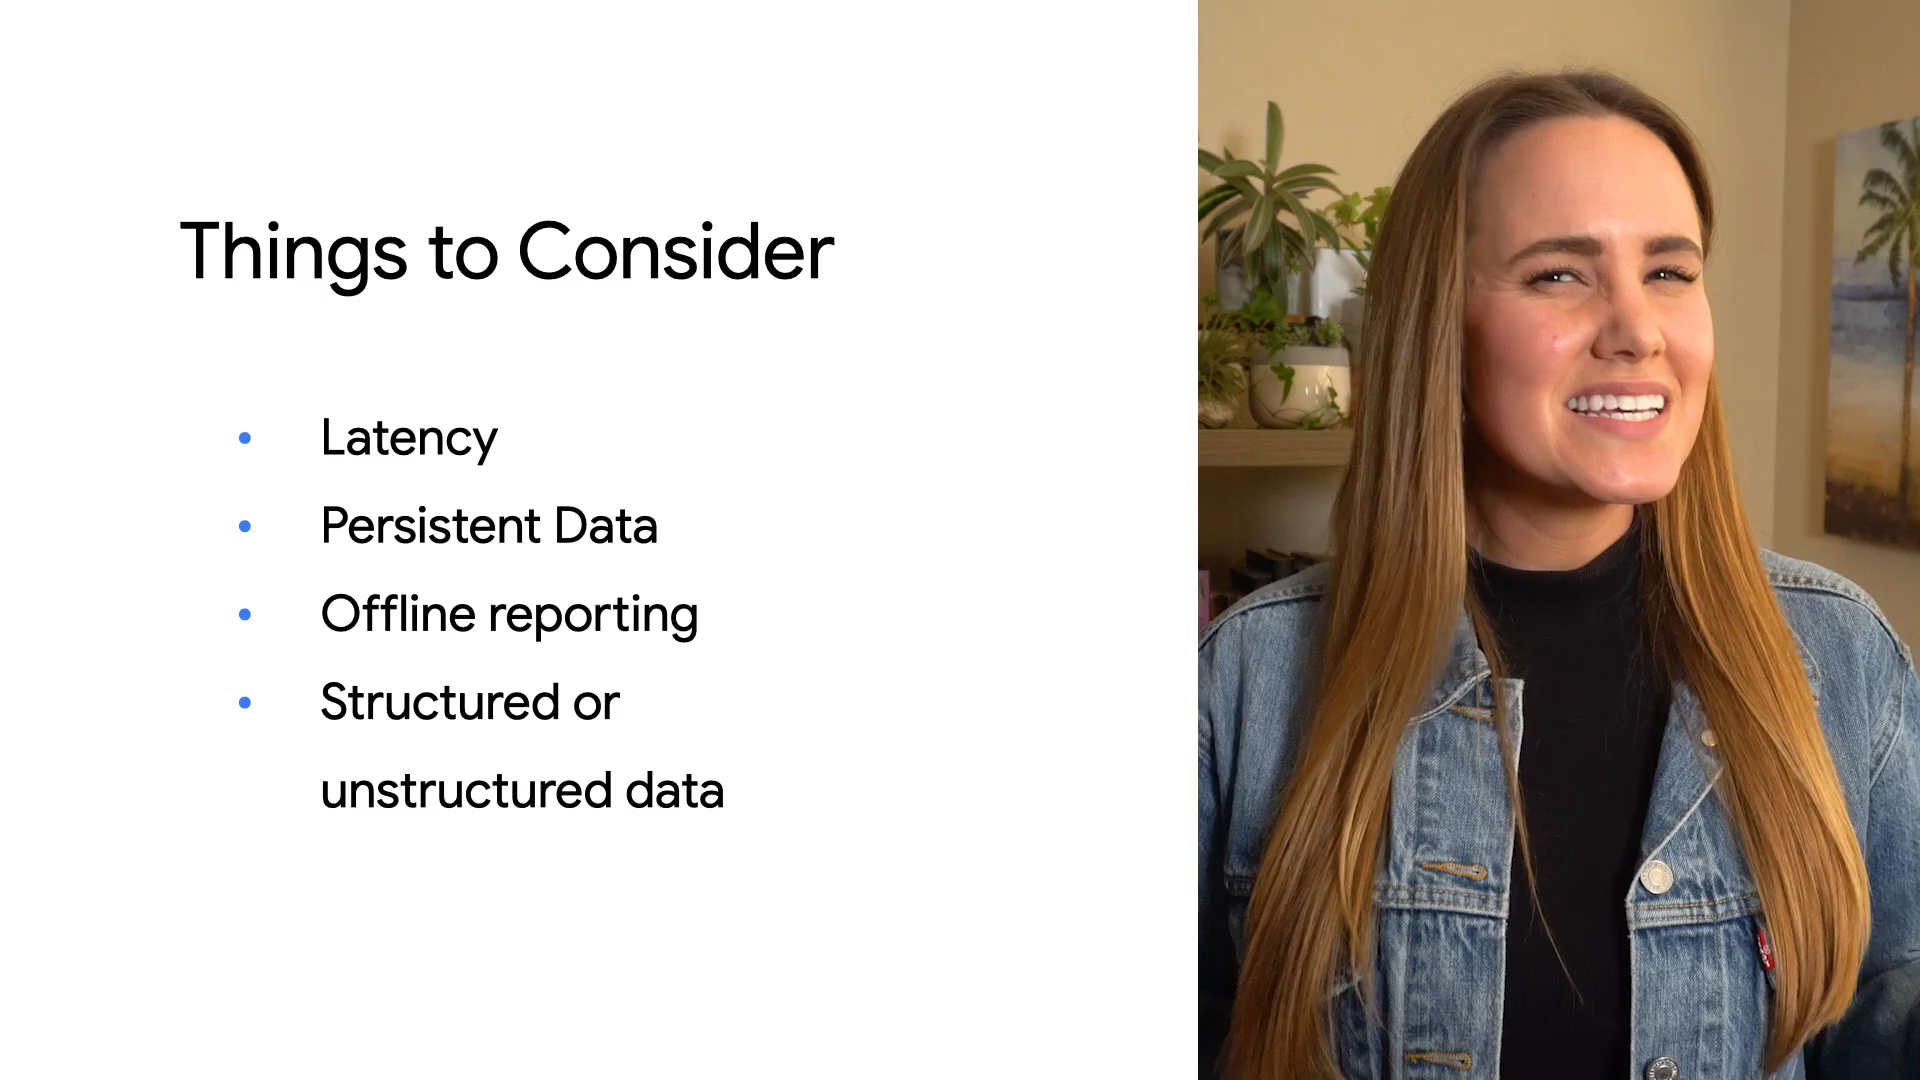 Things to Consider
Latency
Persistent Data
Offline reporting
Structured or
unstructured data